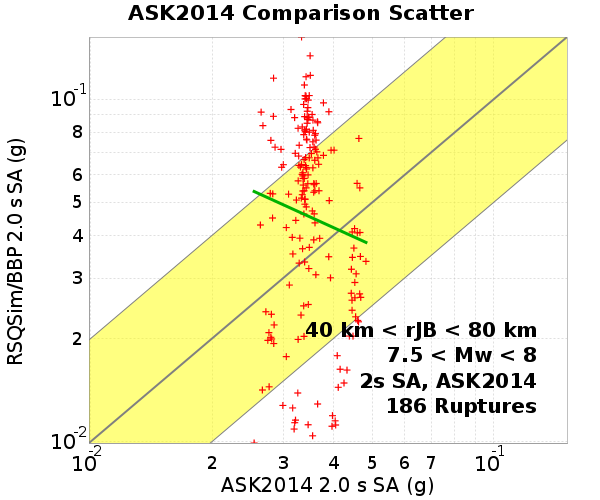 ASK2014 Comparison Scatter
RSQSim/BBP 2.0 s SA (g)
10⁻¹
8
6
5
4
3
2
10⁻²
40 km < rJB < 80 km
7.5 < Mw < 8
2s SA, ASK2014
186 Ruptures
10⁻² 2 3 4 5 6 7 10⁻¹
ASK2014 2.0 s SA (g)